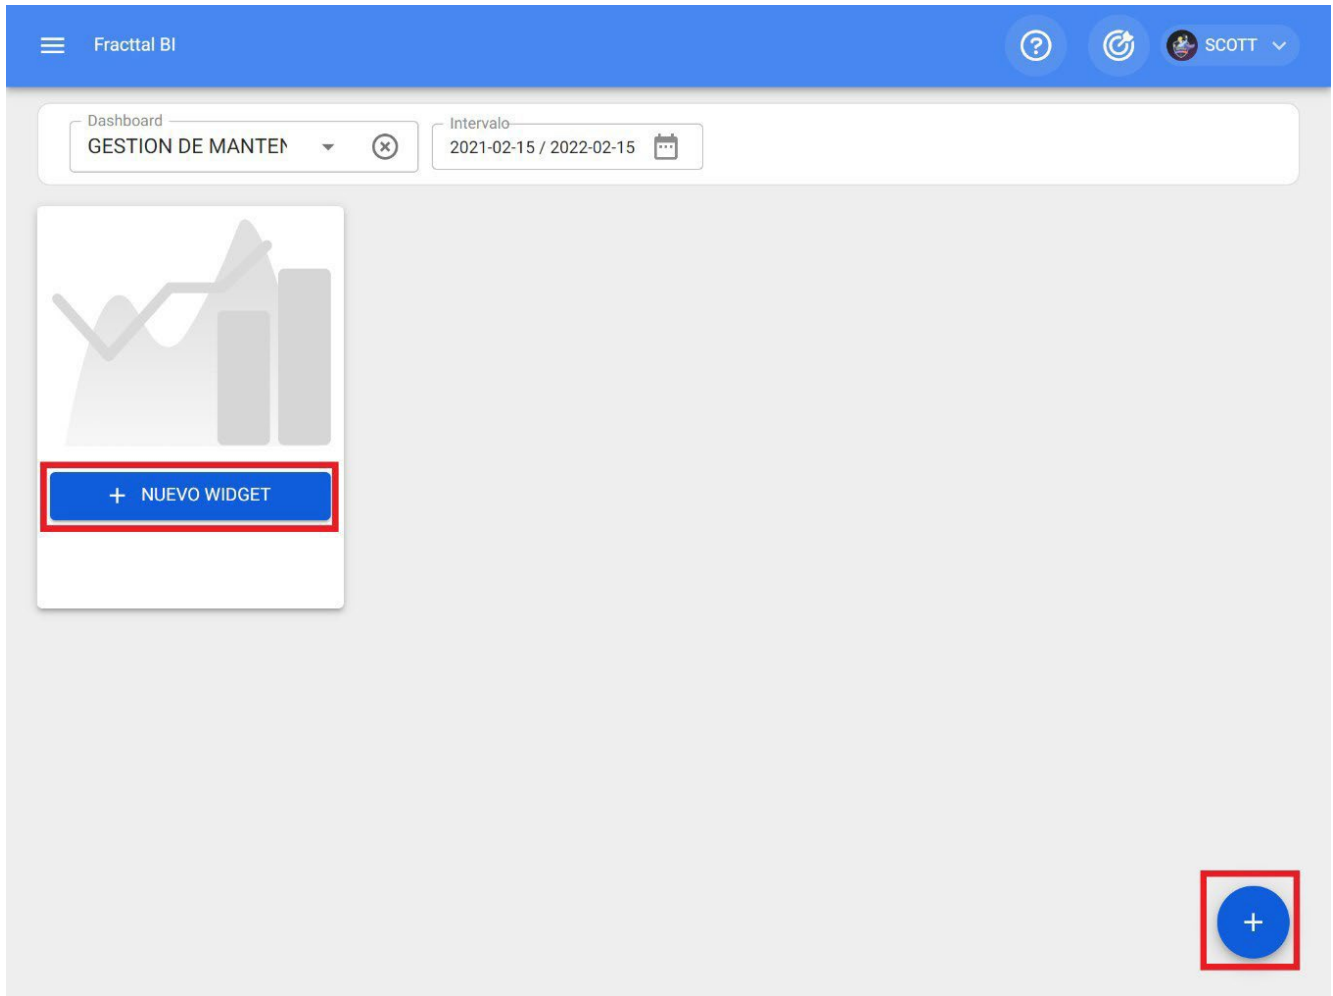 Fracttal BI
SCOTT
Dashboard
GESTION DE MANTEN
Intervalo
2021-02-15 / 2022-02-15
+ NUEVO WIDGET
+